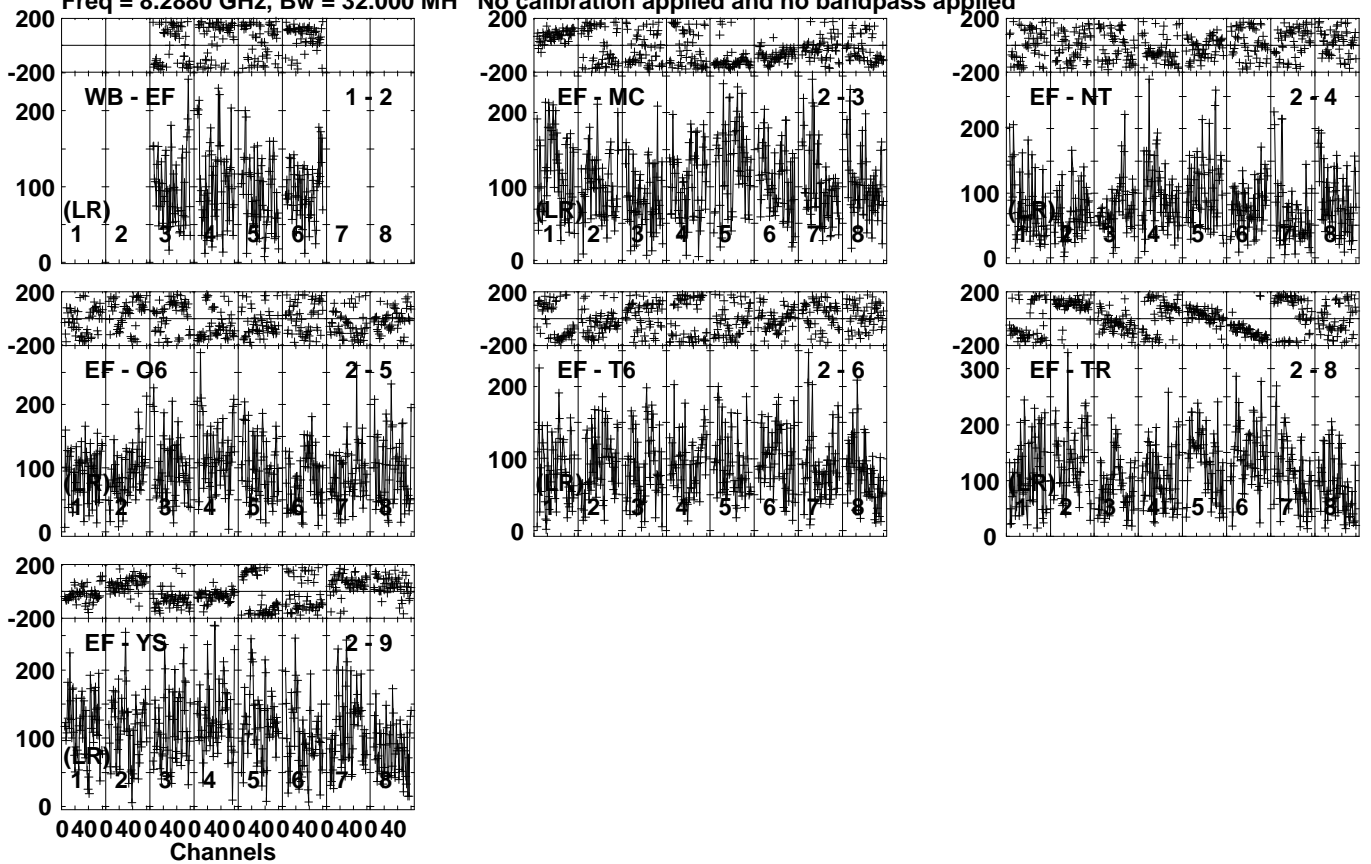 Freq = 8.2880 GHz, Bw = 32.000 MH No calibration applied and no bandpass applied
200
-200
WB - EF 1 - 2
200
100
0
(LR)
1 2 3 4 5 6 7 8
200
-200
EF - MC 2 - 3
200
100
0
(LR)
1 2 3 4 5 6 7 8
200
-200
EF - NT 2 - 4
200
100
0
(LR)
1 2 3 4 5 6 7 8
200
-200
EF - O6 2 - 5
200
100
0
(LR)
1 2 3 4 5 6 7 8
200
-200
EF - T6 2 - 6
200
100
0
(LR)
1 2 3 4 5 6 7 8
200
-200
EF - TR 2 - 8
300
200
100
0
(LR)
1 2 3 4 5 6 7 8
200
-200
EF - YS 2 - 9
200
100
0
(LR)
1 2 3 4 5 6 7 8
0 40 0 40 0 40 0 40 0 40 0 40 0 40 0 40
Channels